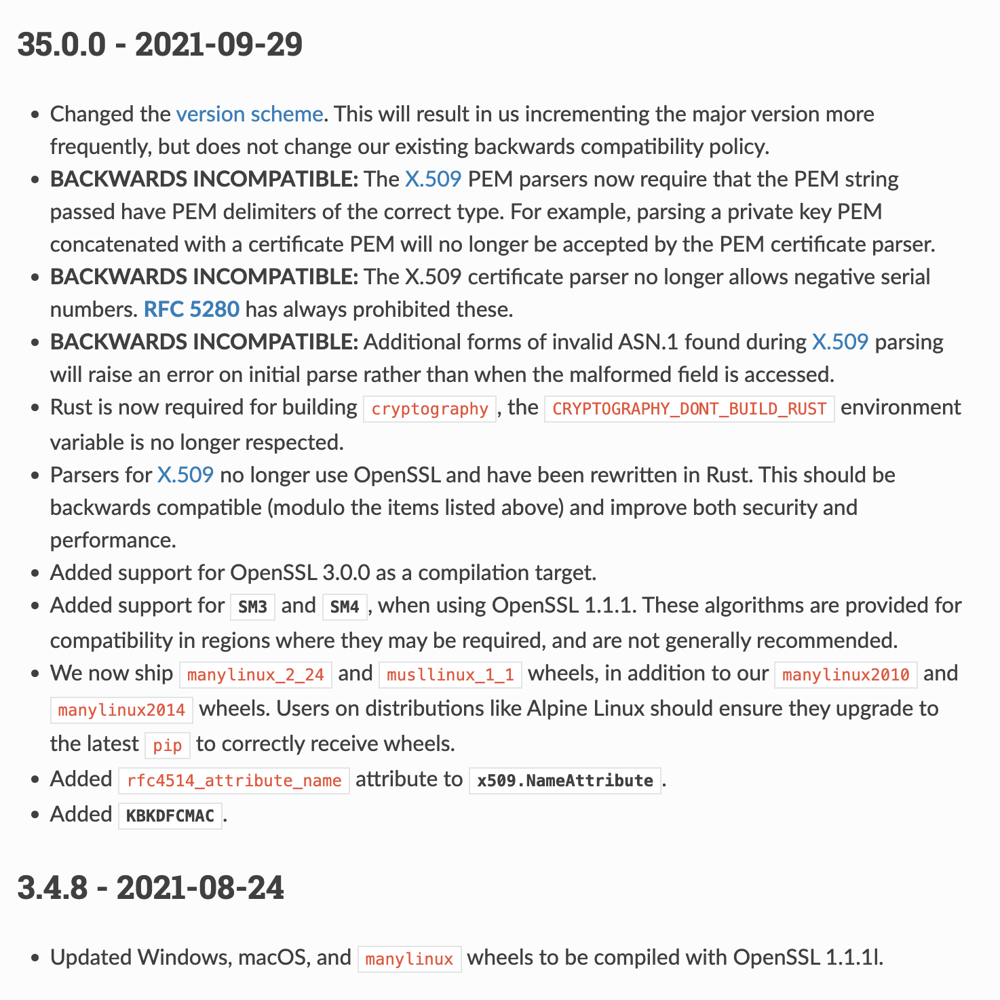 35.0.0 - 2021-09-29
• Changed the version scheme. This will result in us incrementing the major version more
frequently, but does not change our existing backwards compatibility policy.
• BACKWARDS INCOMPATIBLE: The X.509 PEM parsers now require that the PEM string
passed have PEM delimiters of the correct type. For example, parsing a private key PEM
concatenated with a certificate PEM will no longer be accepted by the PEM certificate parser.
• BACKWARDS INCOMPATIBLE: The X.509 certificate parser no longer allows negative serial
numbers. RFC 5280 has always prohibited these.
• BACKWARDS INCOMPATIBLE: Additional forms of invalid ASN.1 found during X.509 parsing
will raise an error on initial parse rather than when the malformed field is accessed.
• Rust is now required for building cryptography, the CRYPTOGRAPHY_DONT_BUILD_RUST environment
variable is no longer respected.
• Parsers for X.509 no longer use OpenSSL and have been rewritten in Rust. This should be
backwards compatible (modulo the items listed above) and improve both security and
performance.
• Added support for OpenSSL 3.0.0 as a compilation target.
• Added support for SM3 and SM4, when using OpenSSL 1.1.1. These algorithms are provided for
compatibility in regions where they may be required, and are not generally recommended.
• We now ship manylinux_2_24 and musllinux_1_1 wheels, in addition to our manylinux2010 and
manylinux2014 wheels. Users on distributions like Alpine Linux should ensure they upgrade to
the latest pip to correctly receive wheels.
• Added rfc4514_attribute_name attribute to x509.NameAttribute.
• Added KBKDFCMAC.
3.4.8 - 2021-08-24
• Updated Windows, macOS, and manylinux wheels to be compiled with OpenSSL 1.1.1l.